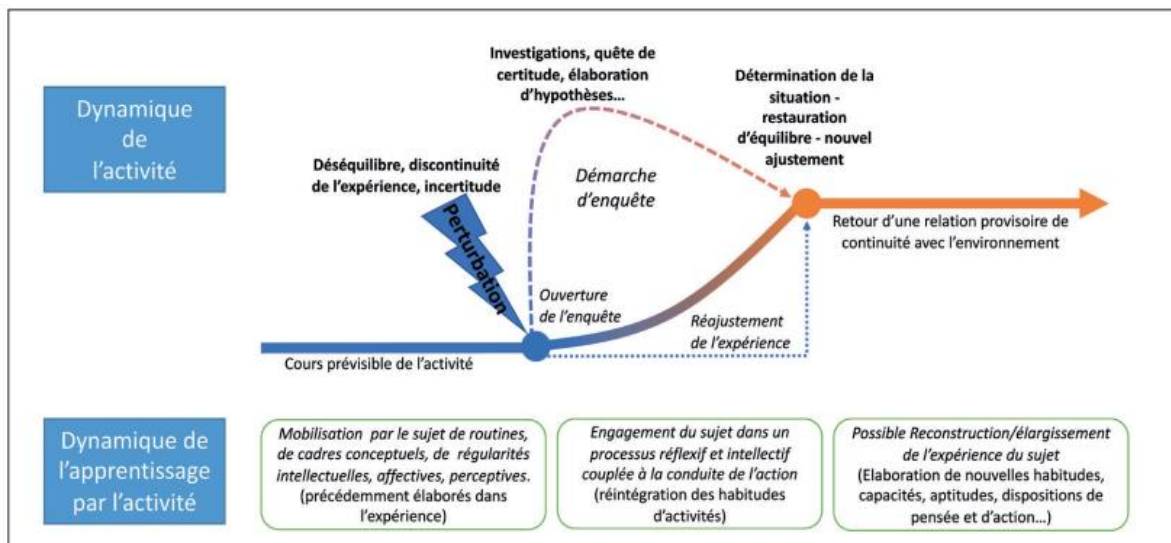 Dynamique
de
l'activité
Investigations, quête de
certitude, élaboration
d'hypothèses...
Détermination de la
situation -
restauration
d'équilibre - nouvel
ajustement
Déséquilibre, discontinuité
de l'expérience, incertitude
Démarche
d'enquête
Perturbation
Retour d'une relation provisoire de
continuité avec l'environnement
Ouverture
de l'enquête
Réajustement
de l'expérience
Cours prévisible de l'activité
Dynamique de
l'apprentissage
par l'activité
Mobilisation par le sujet de routines,
de cadres conceptuels, de régularités
intellectuelles, affectives, perceptives.
(précédemment élaborés dans
l'expérience)
Engagement du sujet dans un
processus réflexif et intellectif
couplée à la conduite de l'action
(réintégration des habitudes
d'activités)
Possible Reconstruction/élargissement
de l'expérience du sujet
(Elaboration de nouvelles habitudes,
capacités, aptitudes, dispositions de
pensée et d'action...)